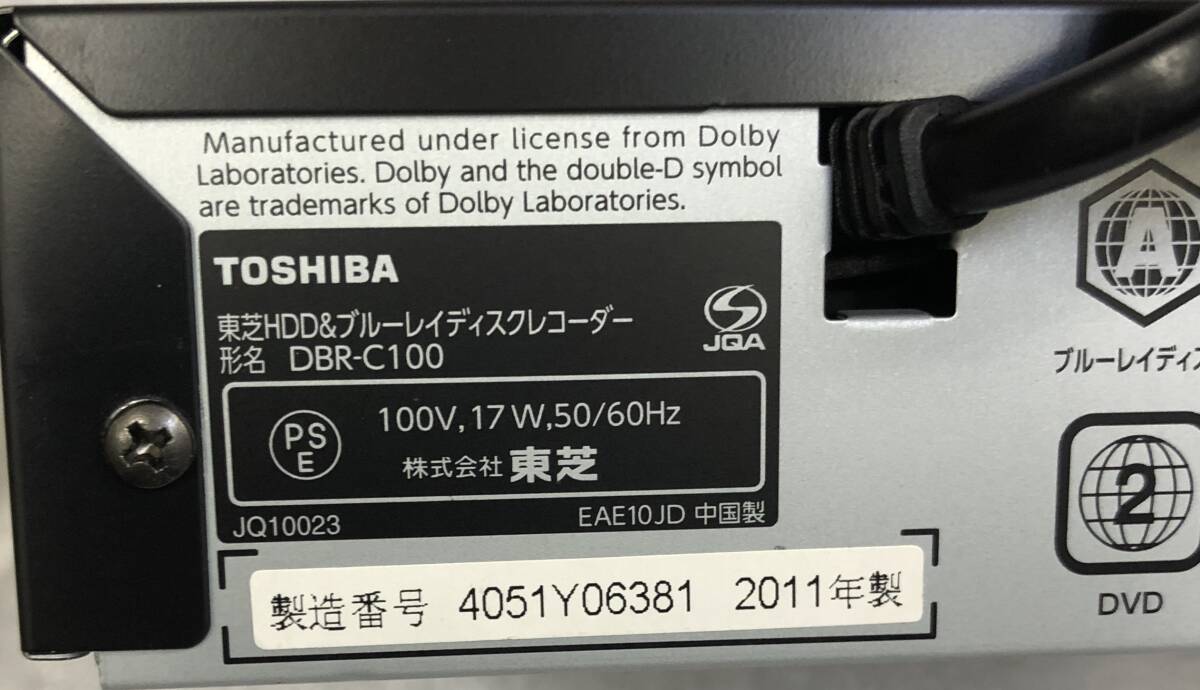 Manufactured under license from Dolby
Laboratories. Dolby and the double-D symbol
are trademarks of Dolby Laboratories.
TOSHIBA
東芝HDD&ブルーレイディスクレコーダー
形名 DBR-C100
JQA
PS
E
100V,17W,50/60Hz
株式会社 東芝
JQ10023
EAE10JD 中国製
製造番号 4051Y06381 2011年製
A
ブルーレイディス
2
DVD